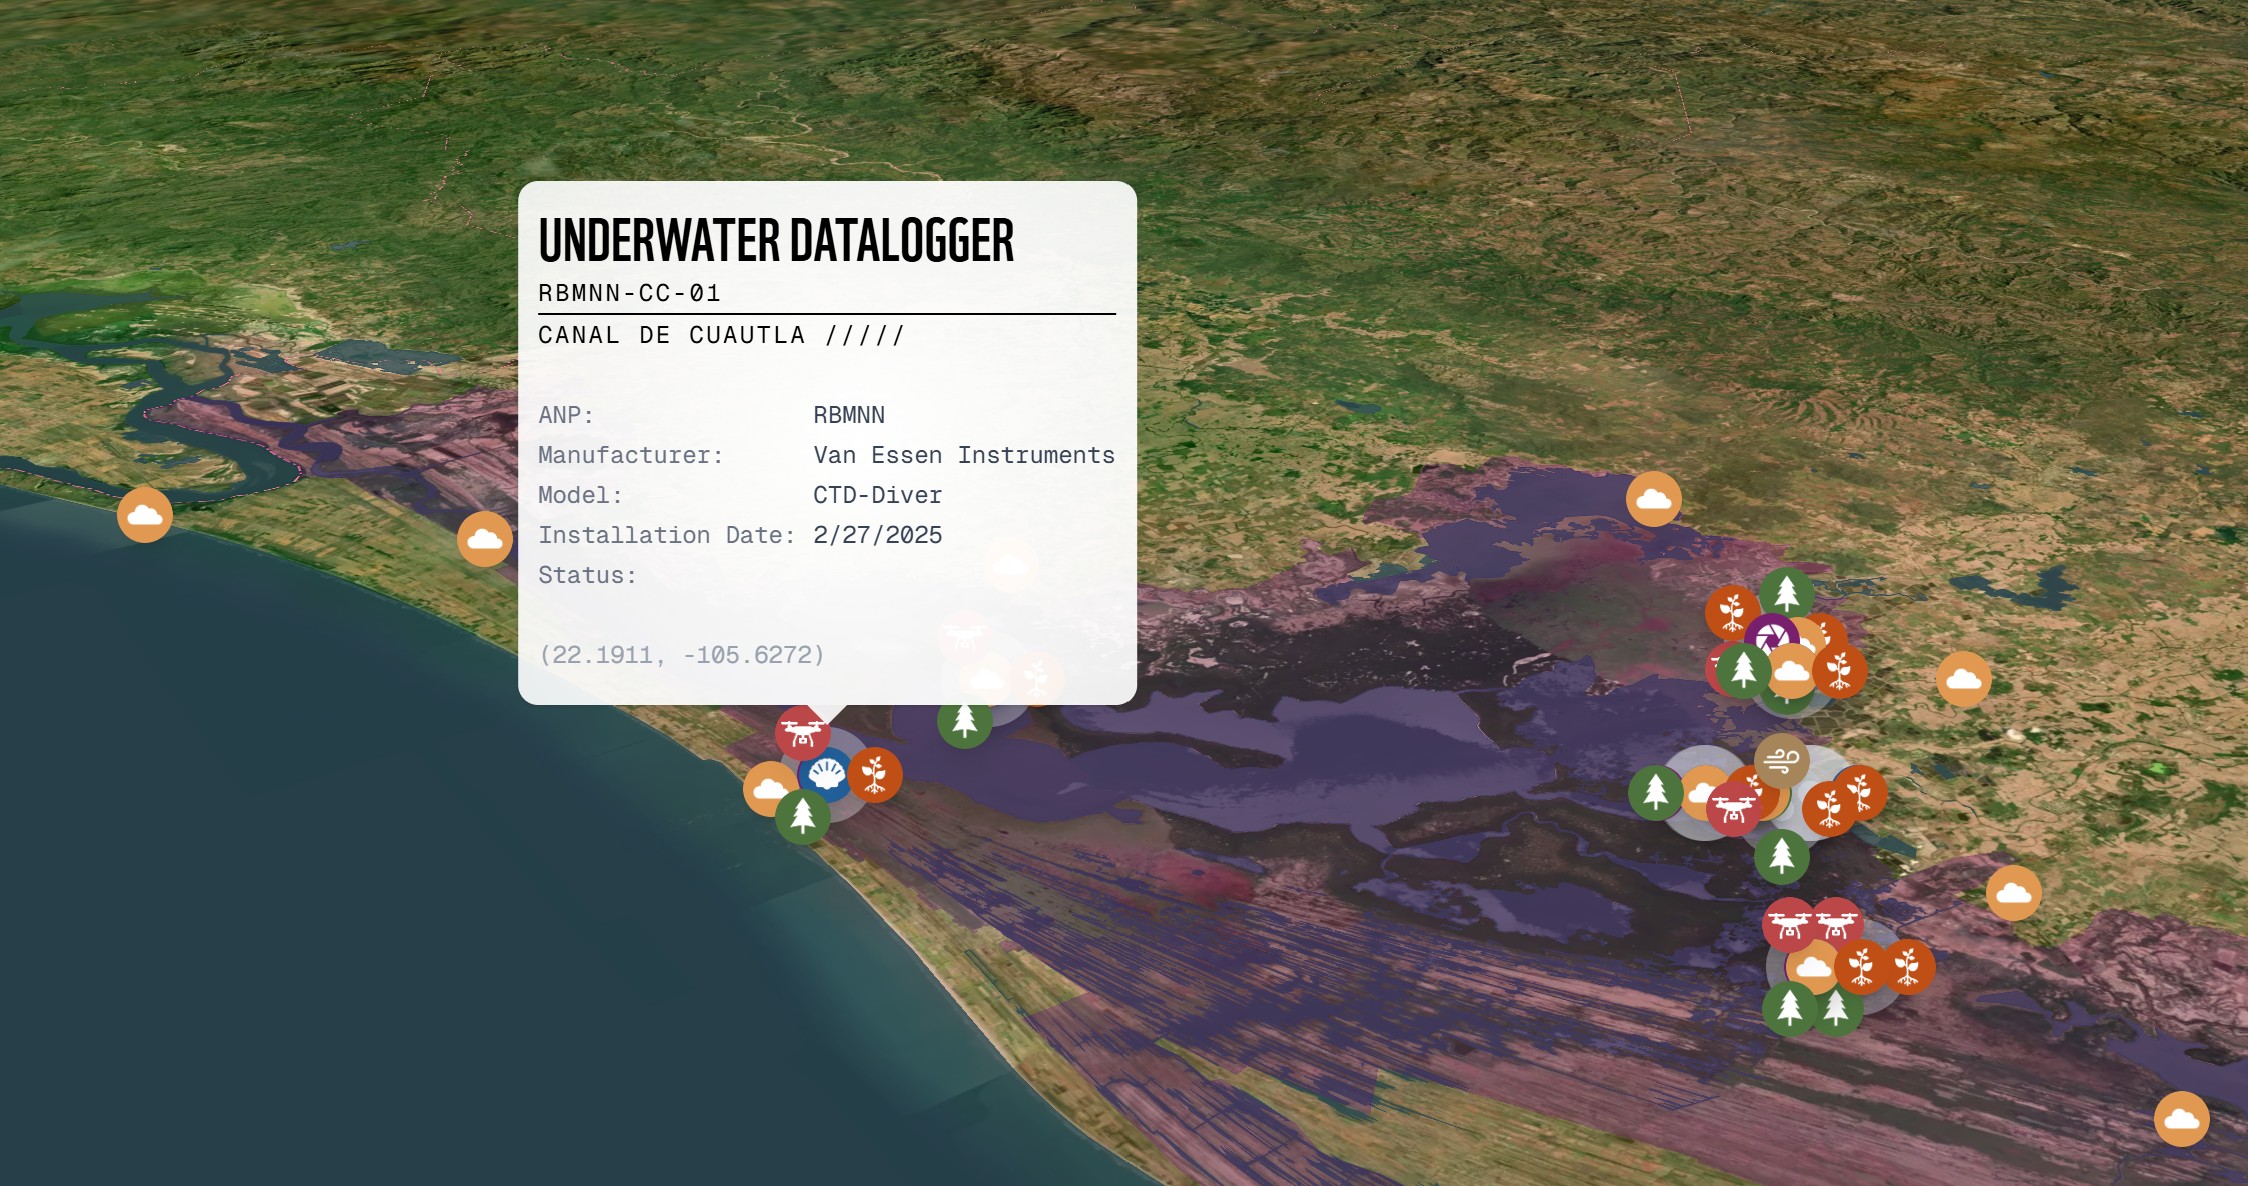 UNDERWATER DATALOGGER
RBMNN-CC-01
CANAL DE CUAUTLA /////
ANP: RBMNN
Manufacturer: Van Essen Instruments
Model: CTD-Diver
Installation Date: 2/27/2025
Status:
(22.1911, -105.6272)